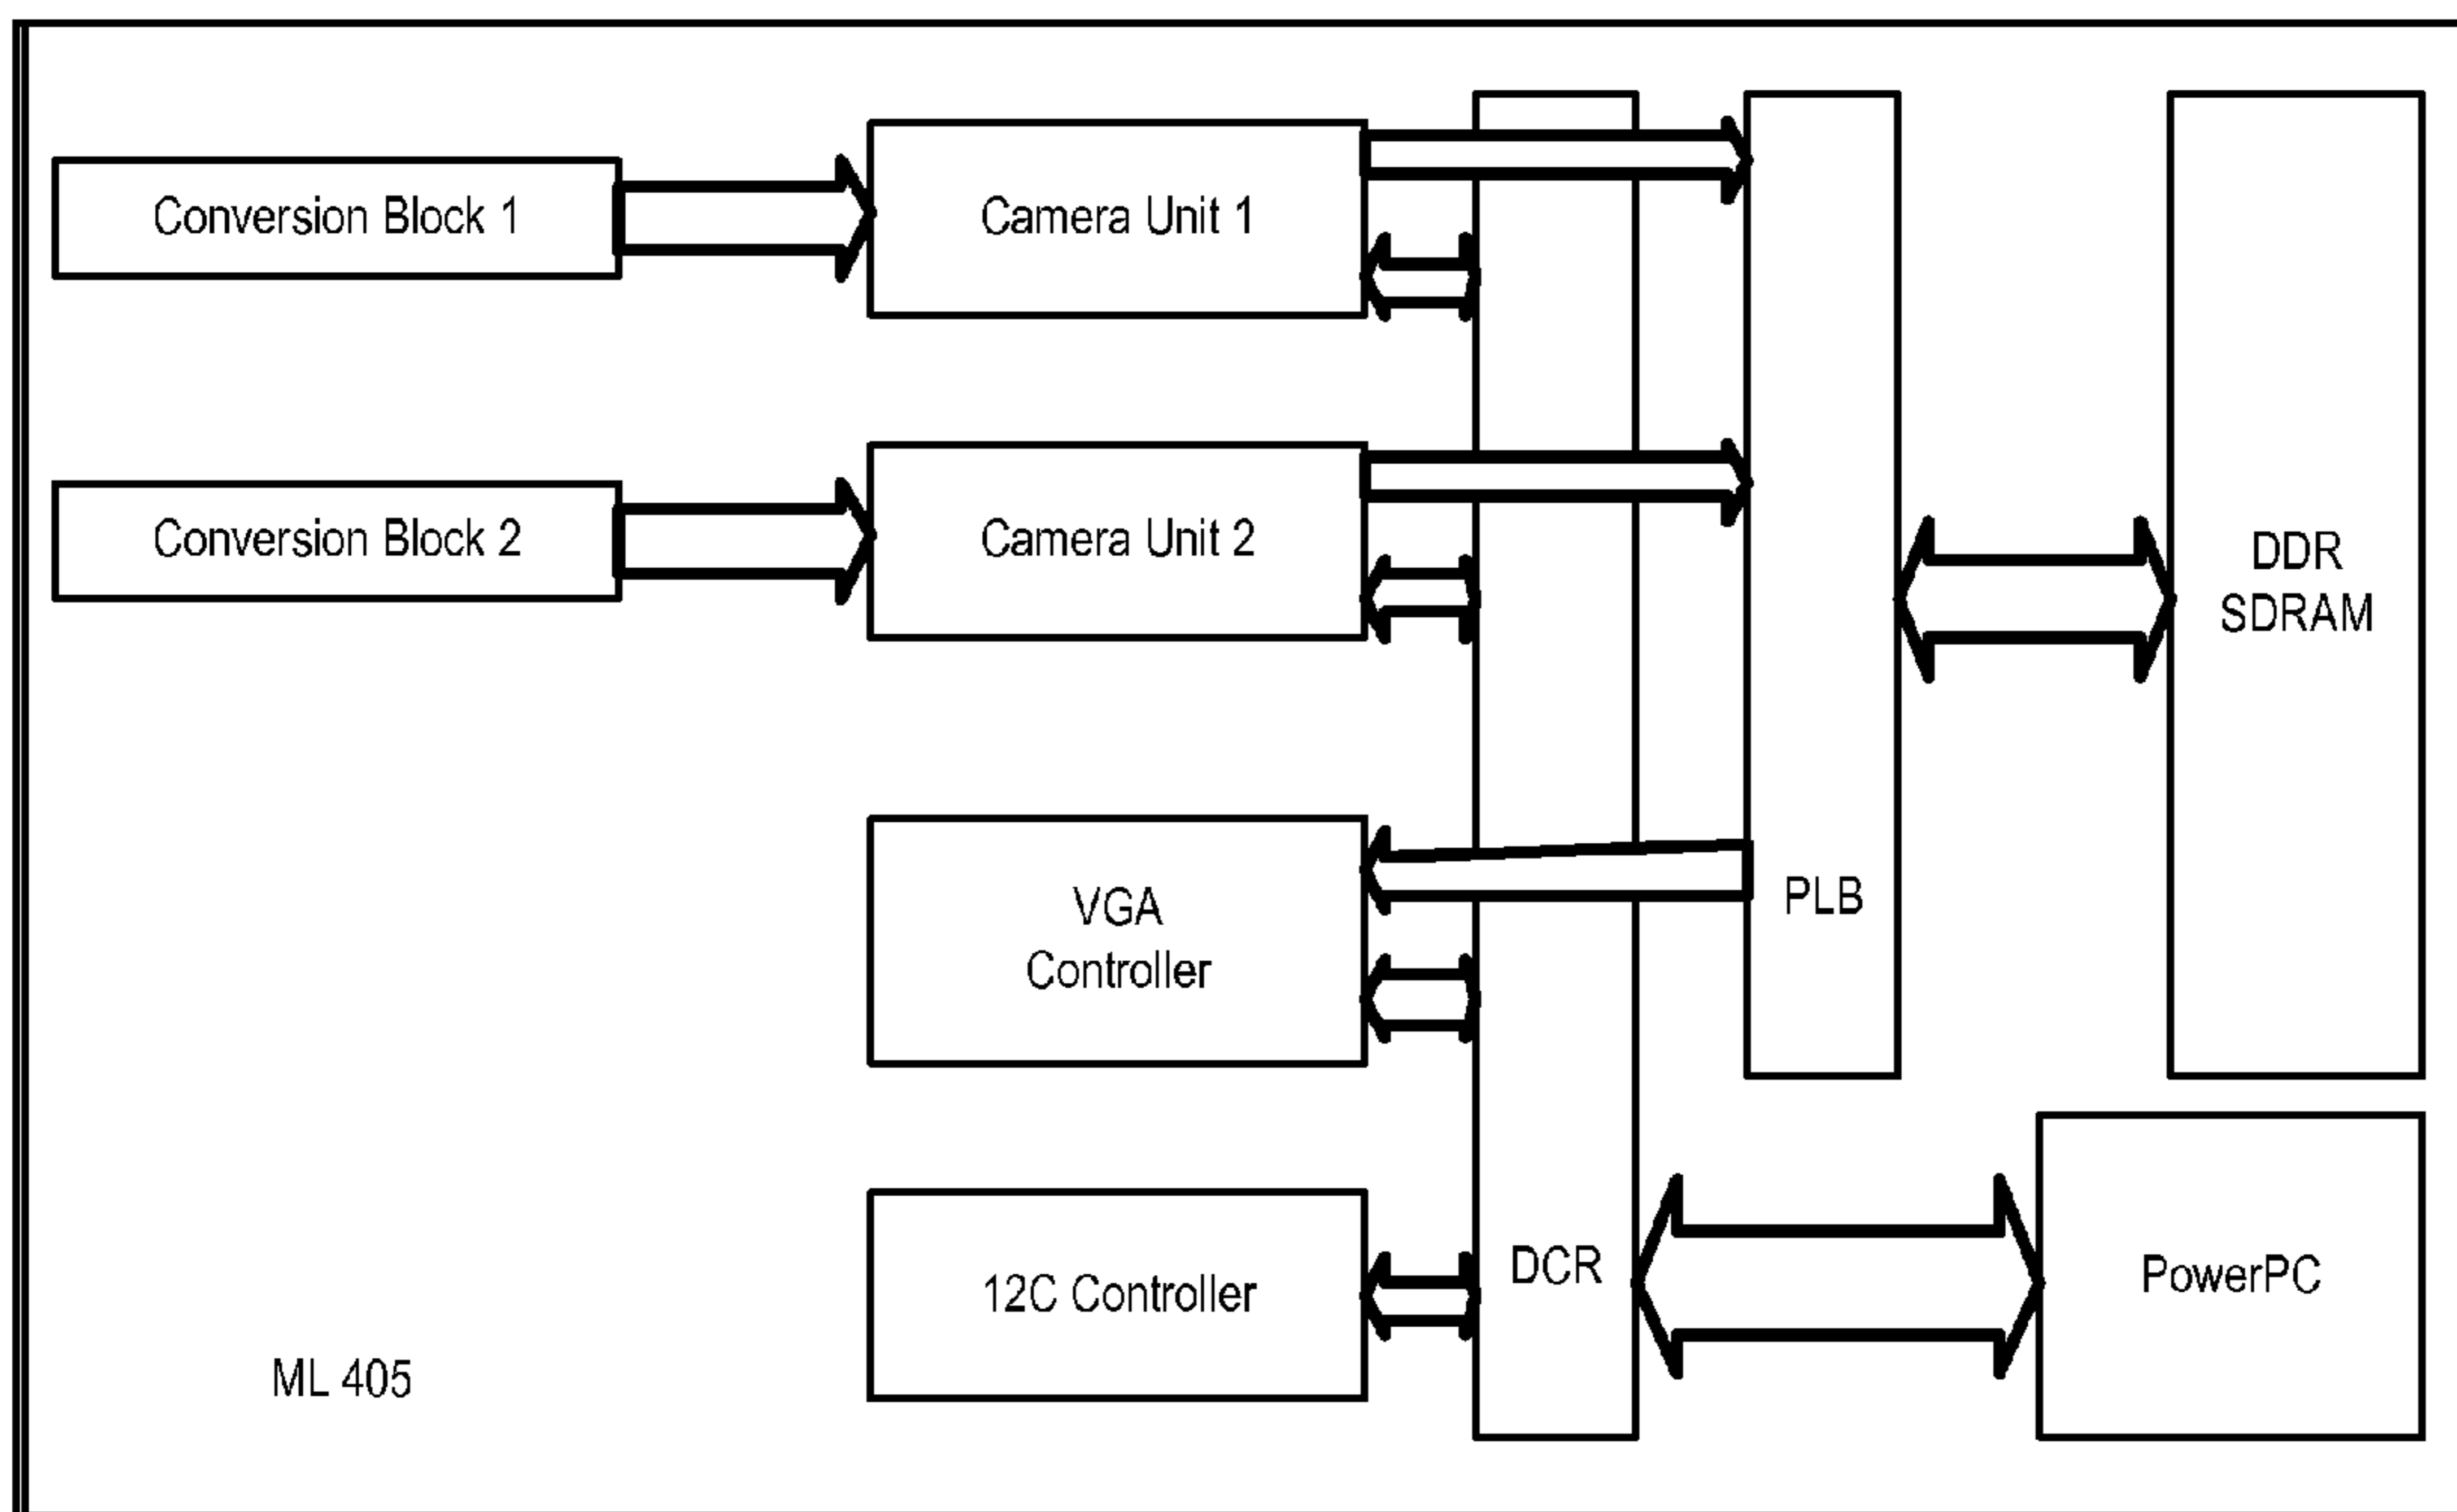 Conversion Block 1
Camera Unit 1
Conversion Block 2
Camera Unit 2
DDR
SDRAM
VGA
Controller
PLB
12C Controller
DCR
PowerPC
ML 405